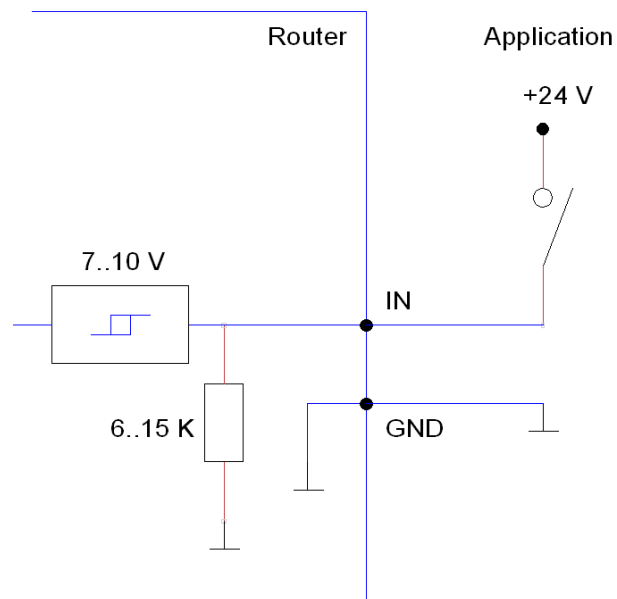 Router
Application
+24 V
7..10 V
IN
6..15 K
GND